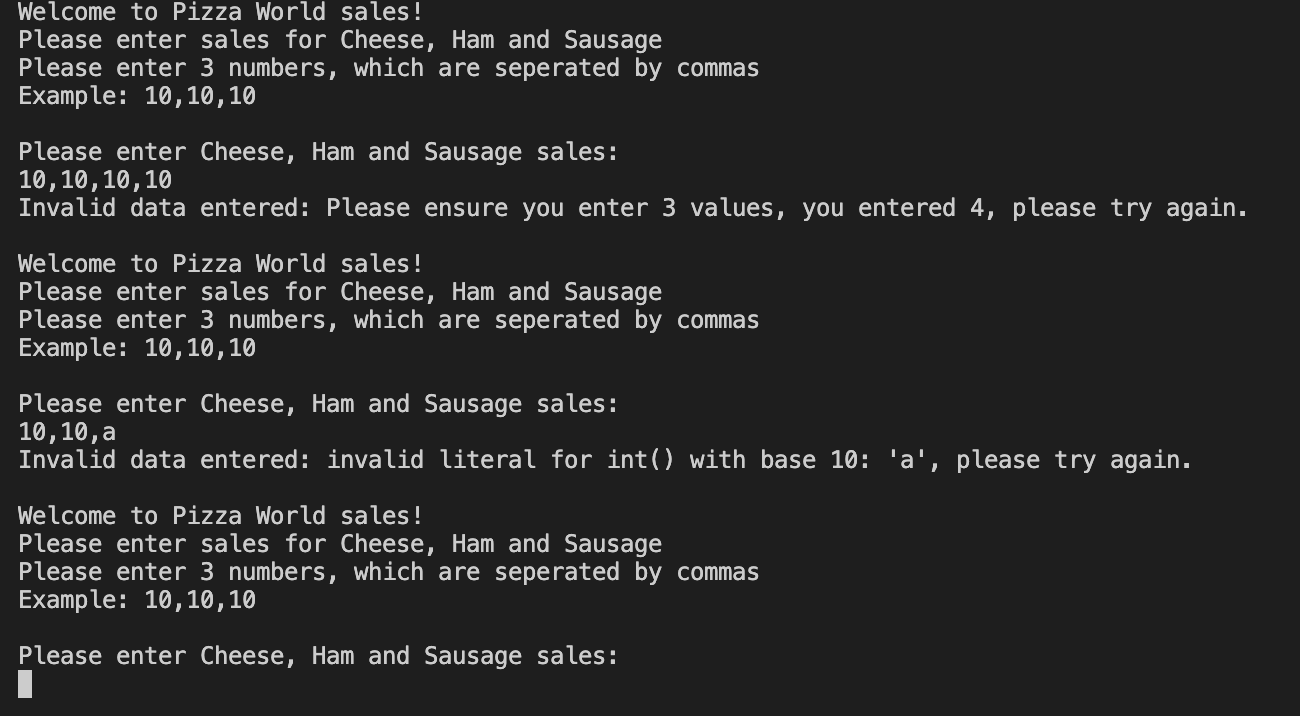 Welcome to Pizza World sales!
Please enter sales for Cheese, Ham and Sausage
Please enter 3 numbers, which are seperated by commas
Example: 10,10,10
Please enter Cheese, Ham and Sausage sales:
10,10,10,10
Invalid data entered: Please ensure you enter 3 values, you entered 4, please try again.
Welcome to Pizza World sales!
Please enter sales for Cheese, Ham and Sausage
Please enter 3 numbers, which are seperated by commas
Example: 10,10,10
Please enter Cheese, Ham and Sausage sales:
10,10,a
Invalid data entered: invalid literal for int() with base 10: 'a', please try again.
Welcome to Pizza World sales!
Please enter sales for Cheese, Ham and Sausage
Please enter 3 numbers, which are seperated by commas
Example: 10,10,10
Please enter Cheese, Ham and Sausage sales: